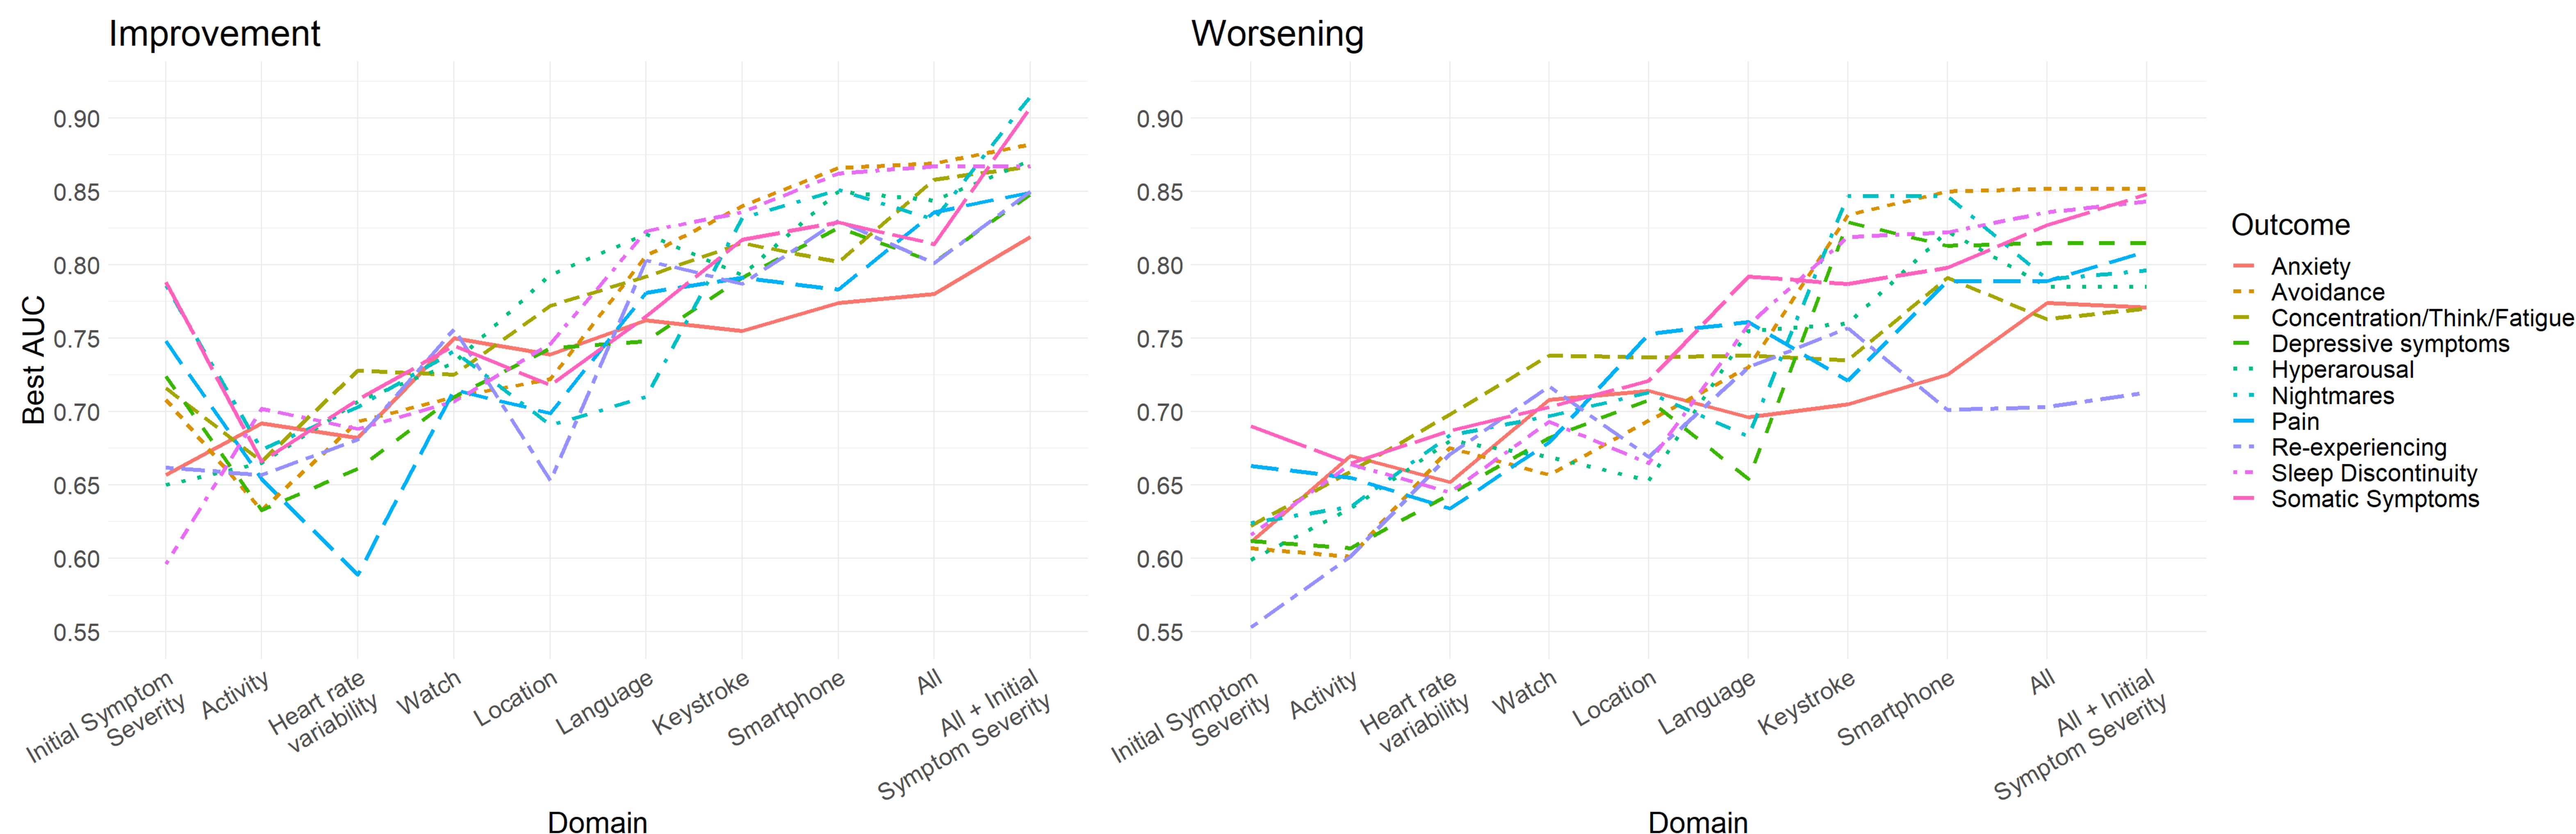 Improvement
Worsening
Best AUC
0.90
0.85
0.80
0.75
0.70
0.65
0.60
0.55
Initial Symptom
Severity
Activity
Heart rate
variability
Watch
Location
Language
Keystroke
Smartphone
All
All + Initial
Symptom Severity
Domain
0.90
0.85
0.80
0.75
0.70
0.65
0.60
0.55
Initial Symptom
Severity
Activity
Heart rate
variability
Watch
Location
Language
Keystroke
Smartphone
All
All + Initial
Symptom Severity
Domain
Outcome
Anxiety
Avoidance
Concentration/Think/Fatigue
Depressive symptoms
Hyperarousal
Nightmares
Pain
Re-experiencing
Sleep Discontinuity
Somatic Symptoms